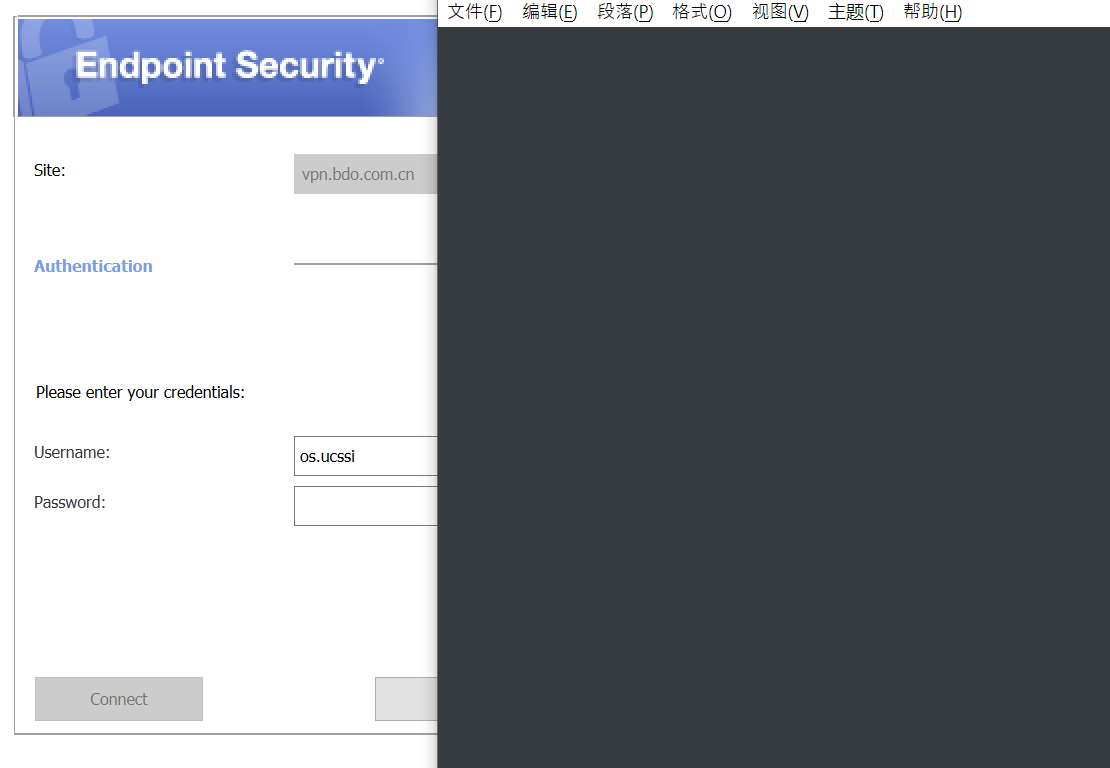 文件(F) 编辑(E) 段落(P) 格式(O) 视图(V) 主题(T) 帮助(H)
Endpoint Security®
Site:
vpn.bdo.com.cn
Authentication
Please enter your credentials:
Username:
os.ucssi
Password:
Connect